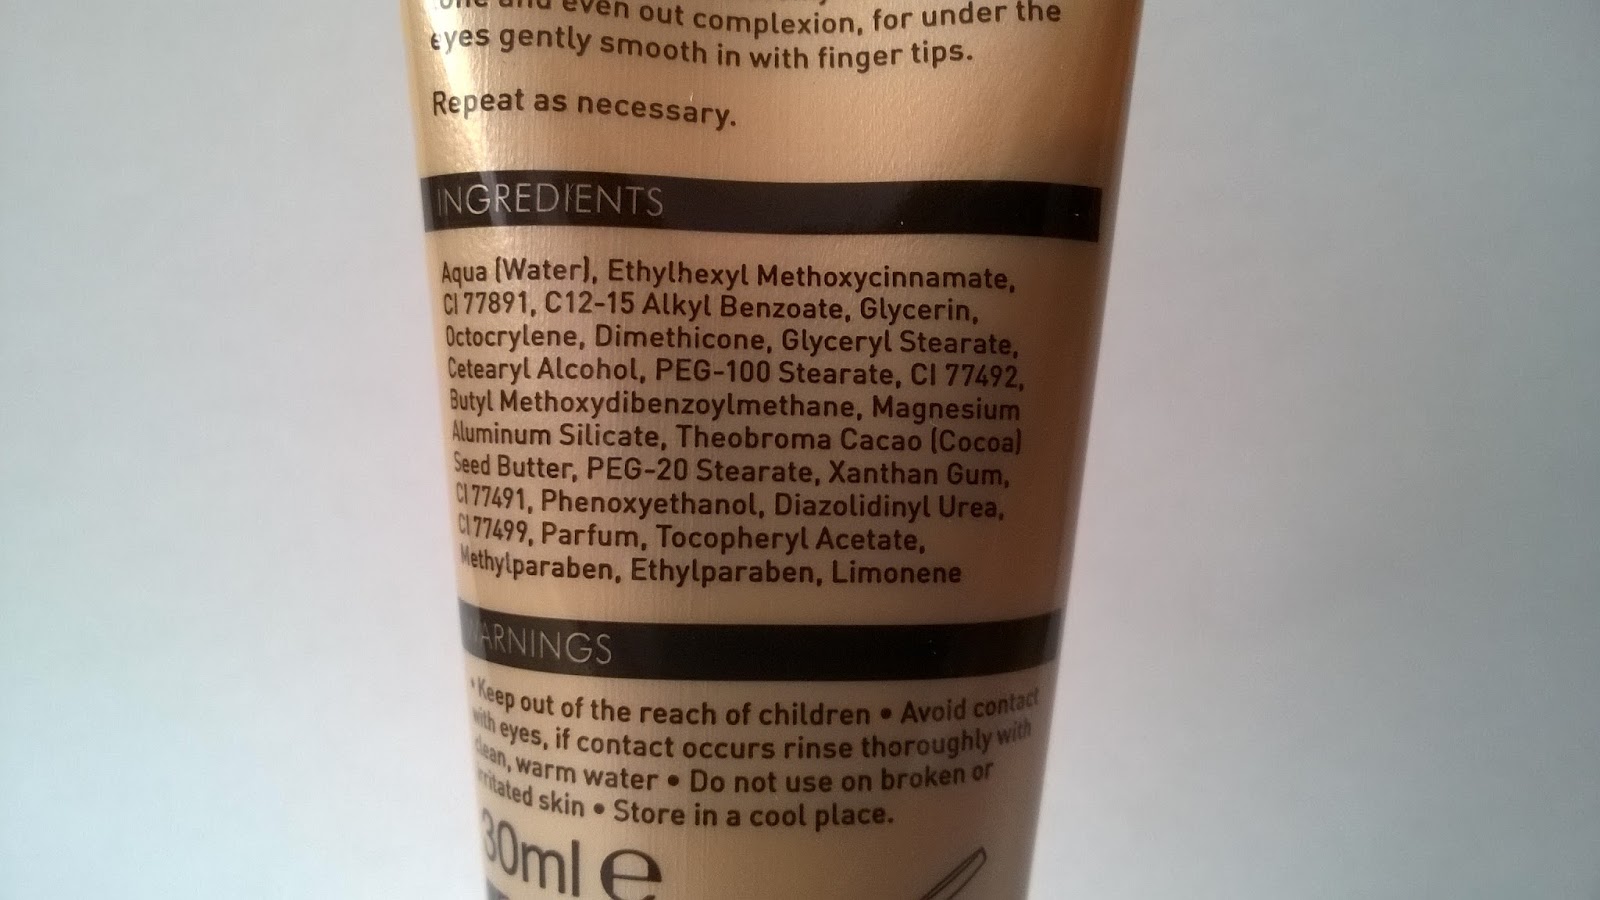 and even out complexion, for under the
eyes gently smooth in with finger tips.
Repeat as necessary.
INGREDIENTS
Aqua (Water), Ethylhexyl Methoxycinnamate,
CI 77891, C12-15 Alkyl Benzoate, Glycerin,
Octocrylene, Dimethicone, Glyceryl Stearate,
Cetearyl Alcohol, PEG-100 Stearate, CI 77492,
Butyl Methoxydibenzoylmethane, Magnesium
Aluminum Silicate, Theobroma Cacao (Cocoa)
Seed Butter, PEG-20 Stearate, Xanthan Gum,
CI 77491, Phenoxyethanol, Diazolidinyl Urea,
CI 77499, Parfum, Tocopheryl Acetate,
Methylparaben, Ethylparaben, Limonene
WARNINGS
• Keep out of the reach of children • Avoid contact
with eyes, if contact occurs rinse thoroughly with
clean, warm water • Do not use on broken or
irritated skin • Store in a cool place.
30ml e